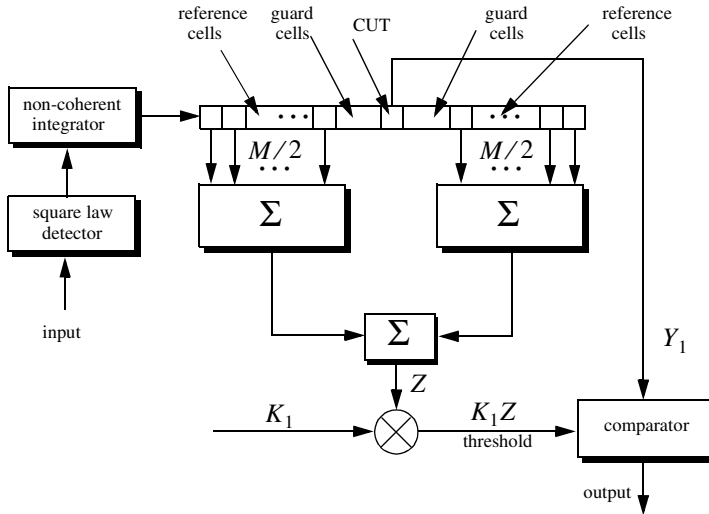 reference
cells
guard
cells
CUT
guard
cells
reference
cells
non-coherent
integrator
• • •
• • •
M/2
• • •
M/2
• • •
square law
detector
Σ
Σ
input
Σ
Y₁
Z
K₁
K₁Z
threshold
comparator
output